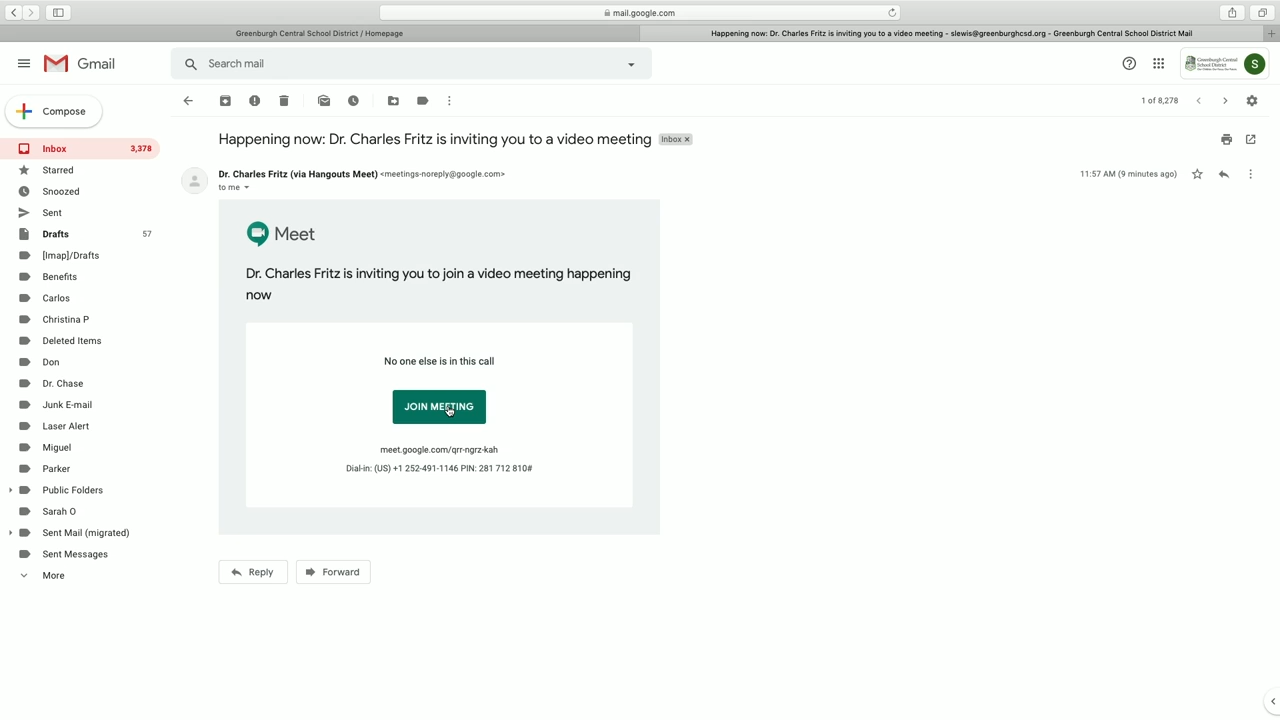 mail.google.com
Greenburgh Central School District / Homepage
Happening now: Dr. Charles Fritz is inviting you to a video meeting - slewis@greenburghcsd.org - Greenburgh Central School District Mail
Gmail
Search mail
Greenburgh Central
School District
S
Compose
1 of 8,278
Inbox 3,378
Starred
Snoozed
Sent
Drafts 57
[Imap]/Drafts
Benefits
Carlos
Christina P
Deleted Items
Don
Dr. Chase
Junk E-mail
Laser Alert
Miguel
Parker
Public Folders
Sarah O
Sent Mail (migrated)
Sent Messages
More
Happening now: Dr. Charles Fritz is inviting you to a video meeting Inbox x
Dr. Charles Fritz (via Hangouts Meet) <meetings-noreply@google.com>
11:57 AM (9 minutes ago)
to me
Meet
Dr. Charles Fritz is inviting you to join a video meeting happening
now
No one else is in this call
JOIN MEETING
meet.google.com/qrr-ngrz-kah
Dial-in: (US) +1 252-491-1146 PIN: 281 712 810#
Reply
Forward